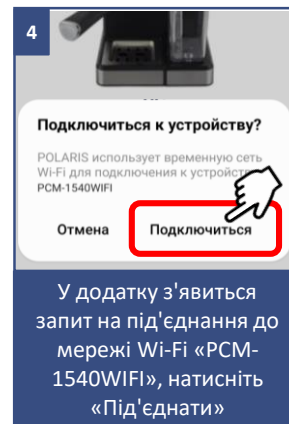 4
Подключиться к устройству?
POLARIS использует временную сеть
Wi-Fi для подключения к устройств
PCM-1540WIFI
Отмена Подключиться
У додатку з'явиться
запит на під'єднання до
мережі Wi-Fi «PCM-
1540WIFI», натисніть
«Під'єднати»